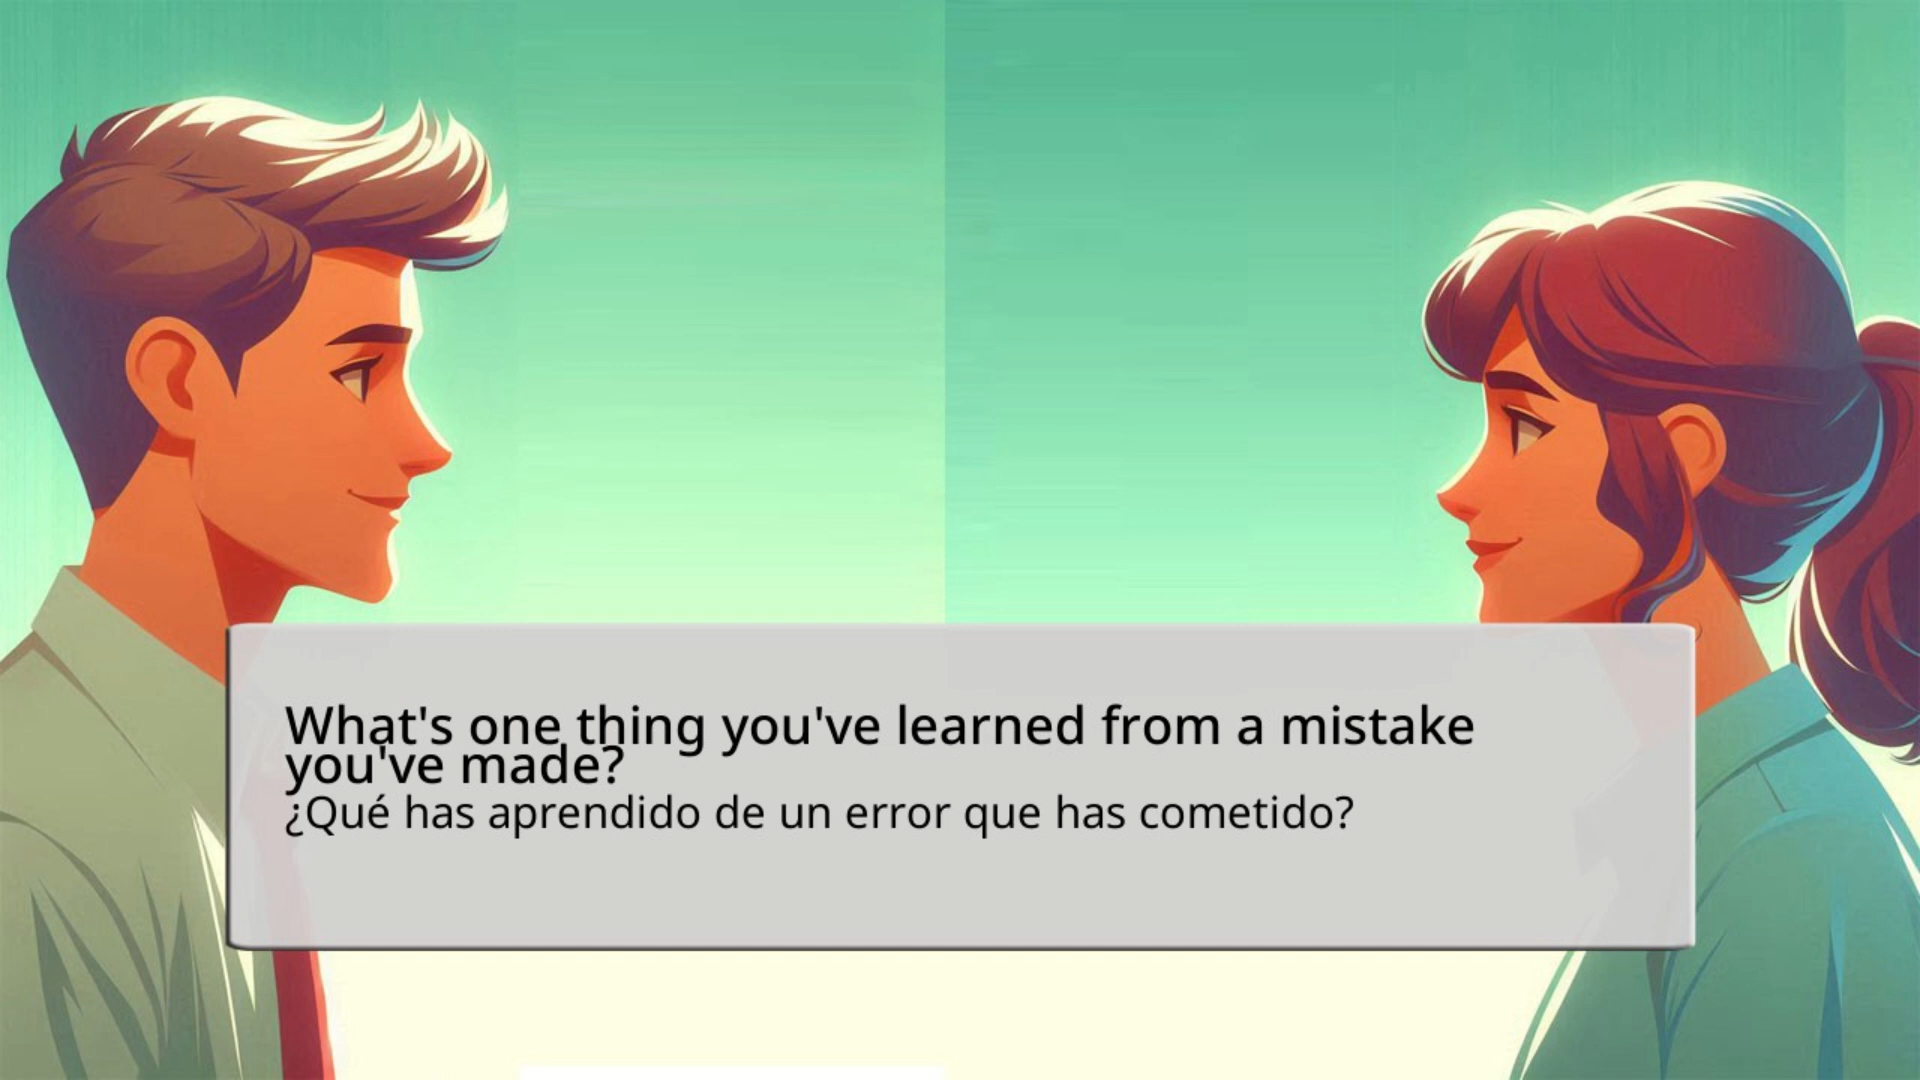 What's one thing you've learned from a mistake
you've made?
¿Qué has aprendido de un error que has cometido?